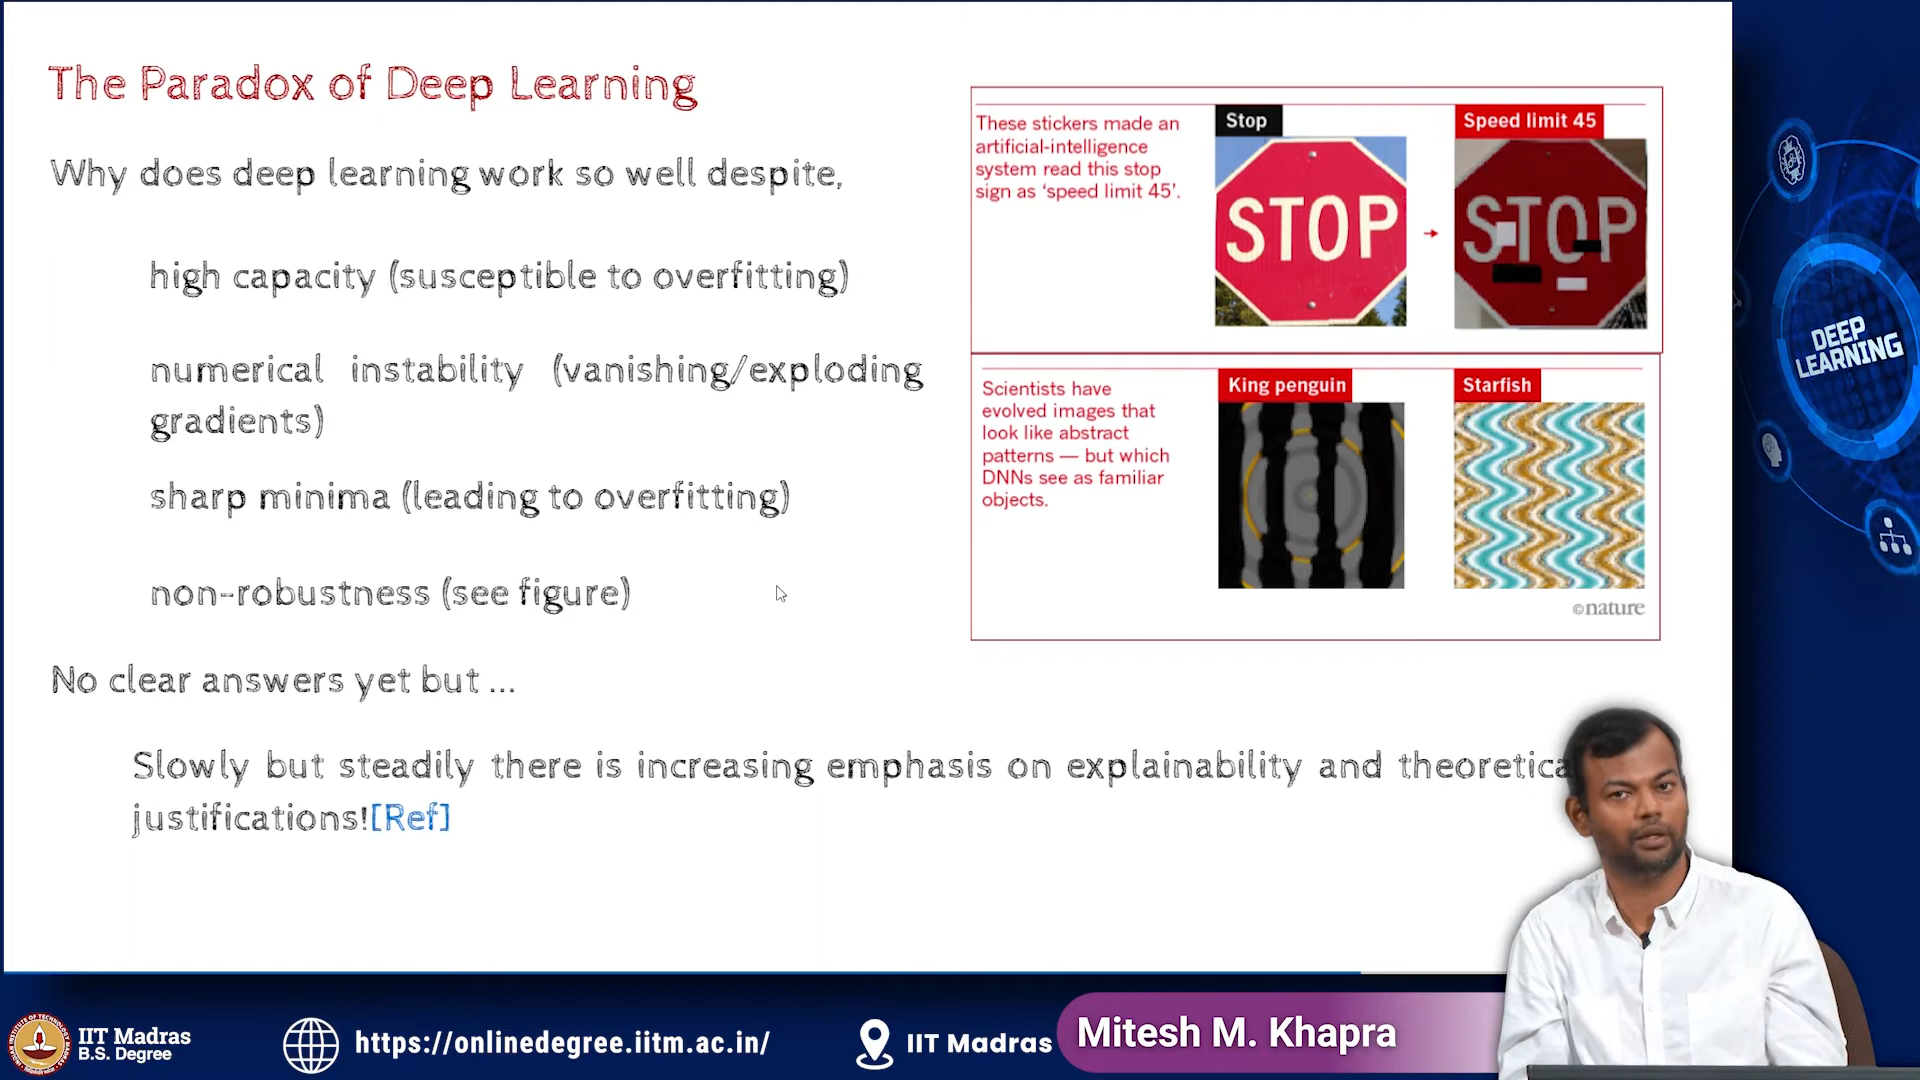 The Paradox of Deep Learning
Why does deep learning work so well despite,
high capacity (susceptible to overfitting)
numerical instability (vanishing/exploding
gradients)
sharp minima (leading to overfitting)
non-robustness (see figure)
No clear answers yet but ...
Slowly but steadily there is increasing emphasis on explainability and
justifications![Ref]
These stickers made an
artificial-intelligence
system read this stop
sign as ‘speed limit 45’.
Stop
STOP
Speed limit 45
STOP
Scientists have
evolved images that
look like abstract
patterns — but which
DNNs see as familiar
objects.
King penguin
Starfish
©nature
DEEP
LEARNING
IIT Madras
B.S. Degree
https://onlinedegree.iitm.ac.in/
IIT Madras
Mitesh M. Khapra